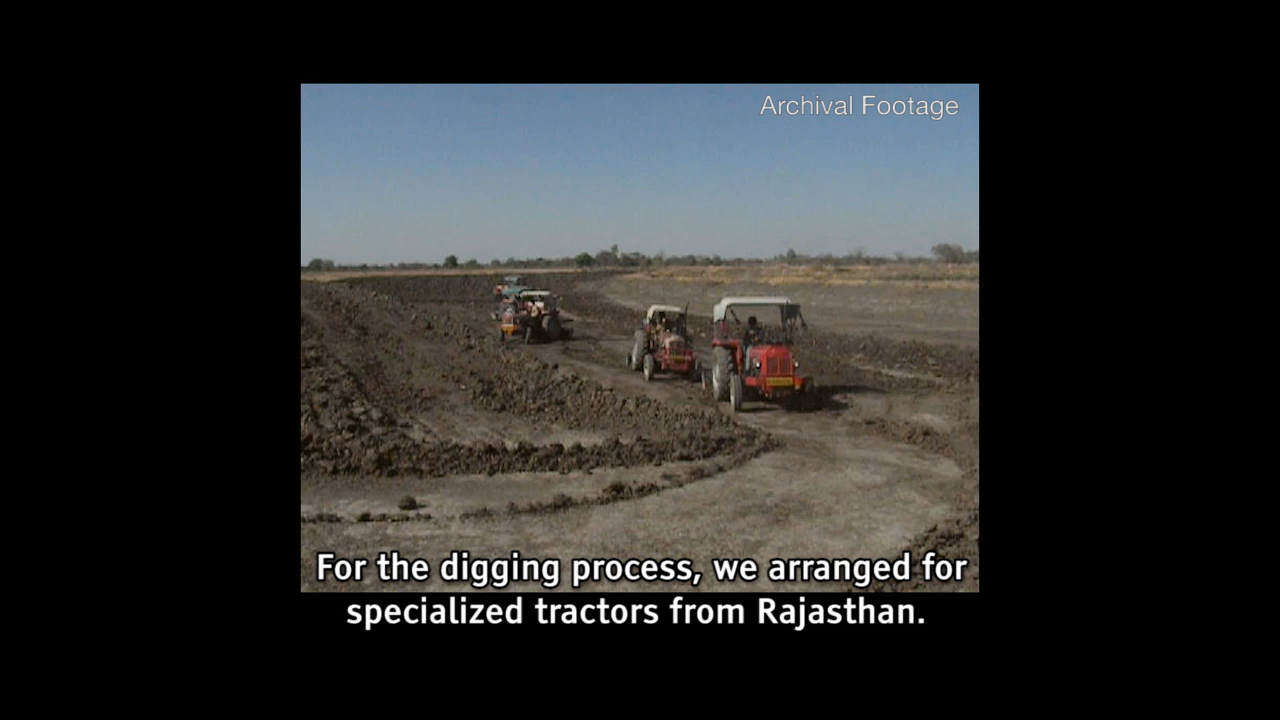 Archival Footage
For the digging process, we arranged for
specialized tractors from Rajasthan.